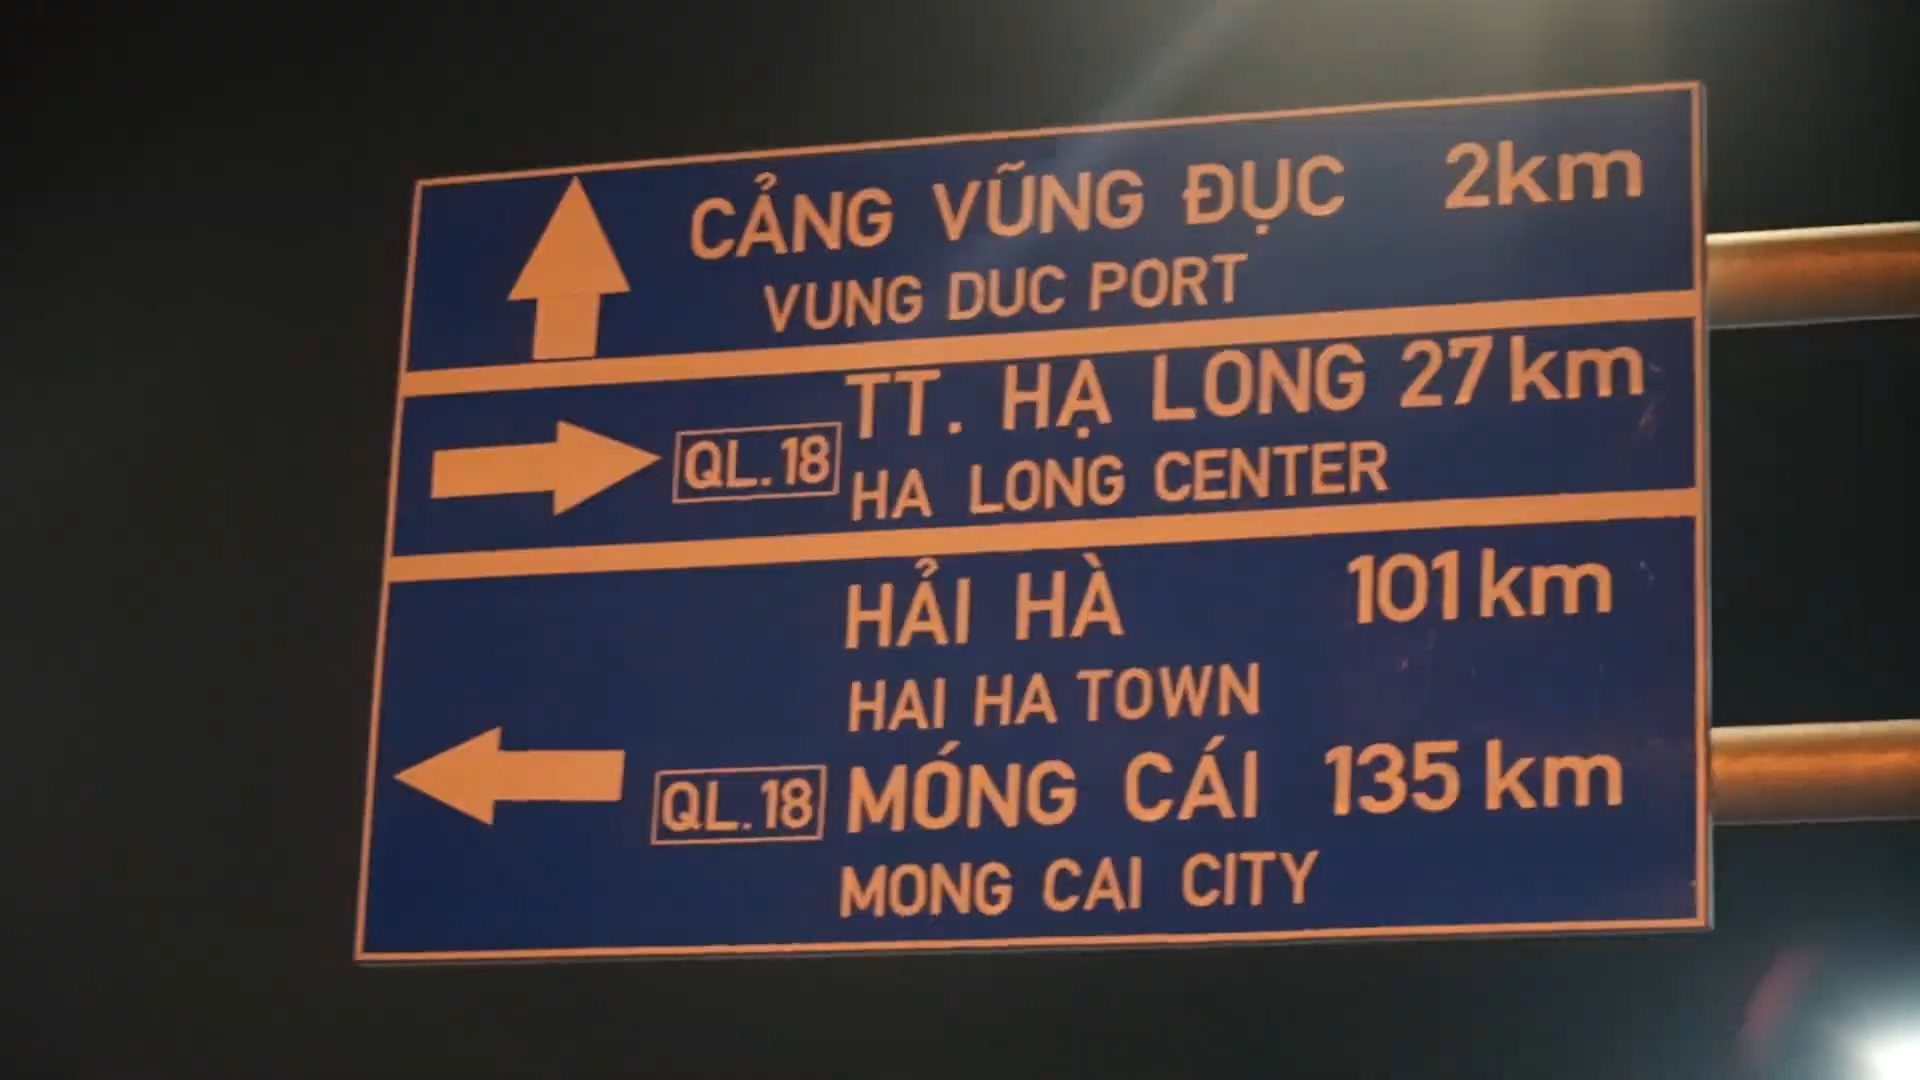 CẢNG VŨNG ĐỤC 2km
VUNG DUC PORT
TT. HẠ LONG 27km
QL.18
HA LONG CENTER
HẢI HÀ 101km
HAI HA TOWN
QL.18 MÓNG CÁI 135km
MONG CAI CITY